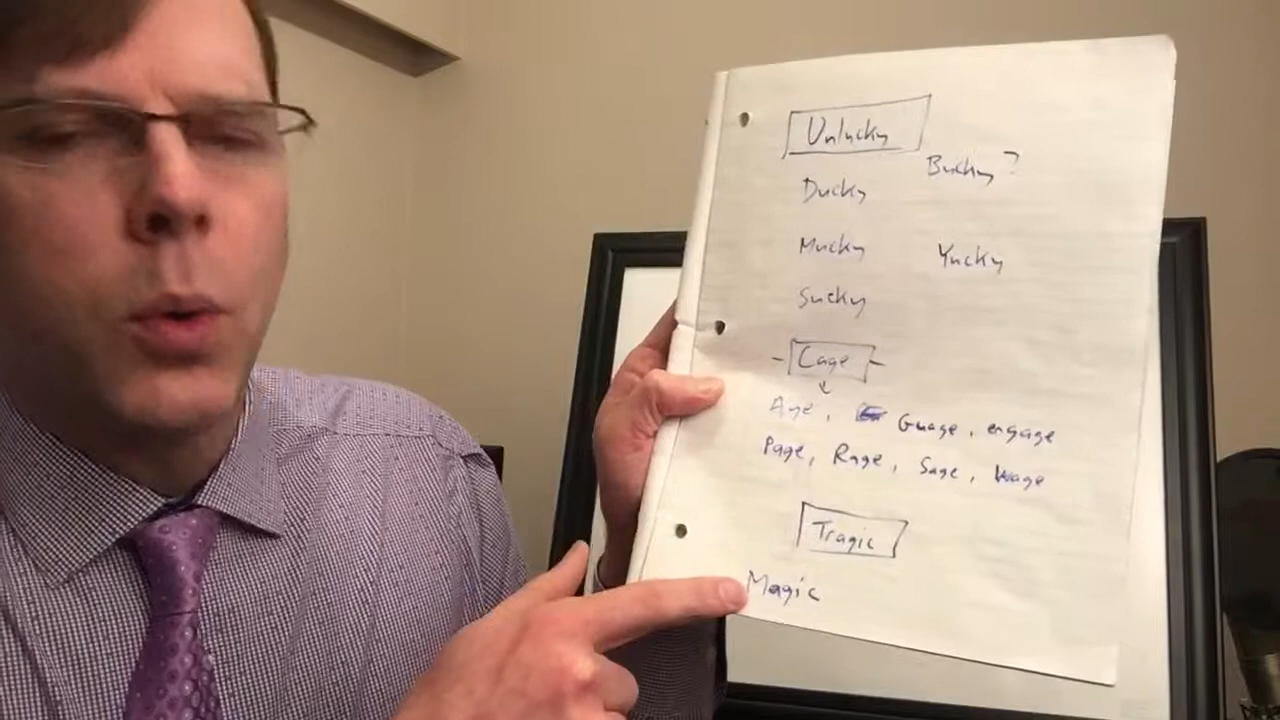 Unlucky
Bucky?
Ducky
Mucky Yucky
Sucky
- Cage -
Age, Guage, engage
Page, Rage, Sage, Wage
Tragic
Magic